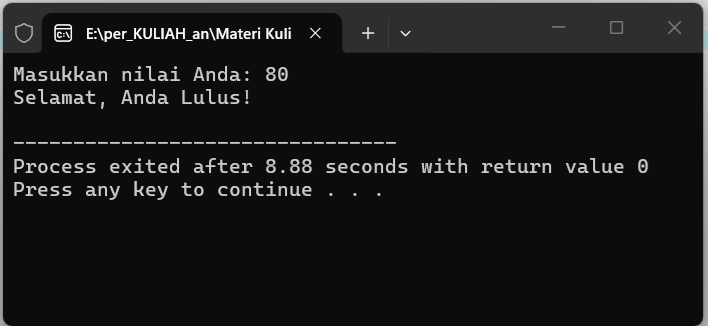 E:\per_KULIAH_an\Materi Kuli
Masukkan nilai Anda: 80
Selamat, Anda Lulus!
--------------------------------
Process exited after 8.88 seconds with return value 0
Press any key to continue . . .